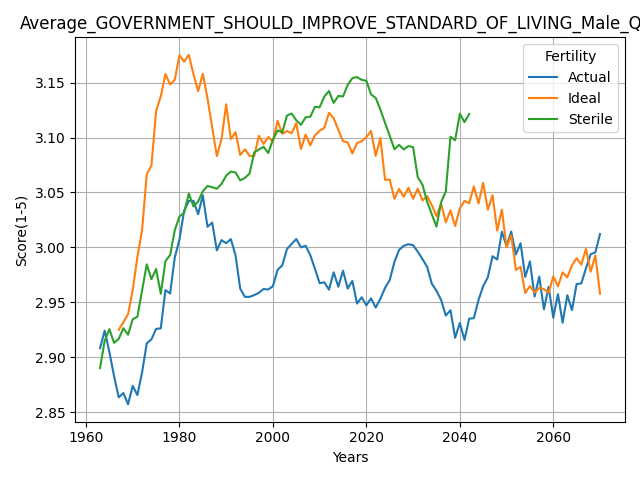 Average_GOVERNMENT_SHOULD_IMPROVE_STANDARD_OF_LIVING_Male_Q
Fertility
Actual
Ideal
Sterile
Score(1-5)
3.15
3.10
3.05
3.00
2.95
2.90
2.85
1960 1980 2000 2020 2040 2060
Years